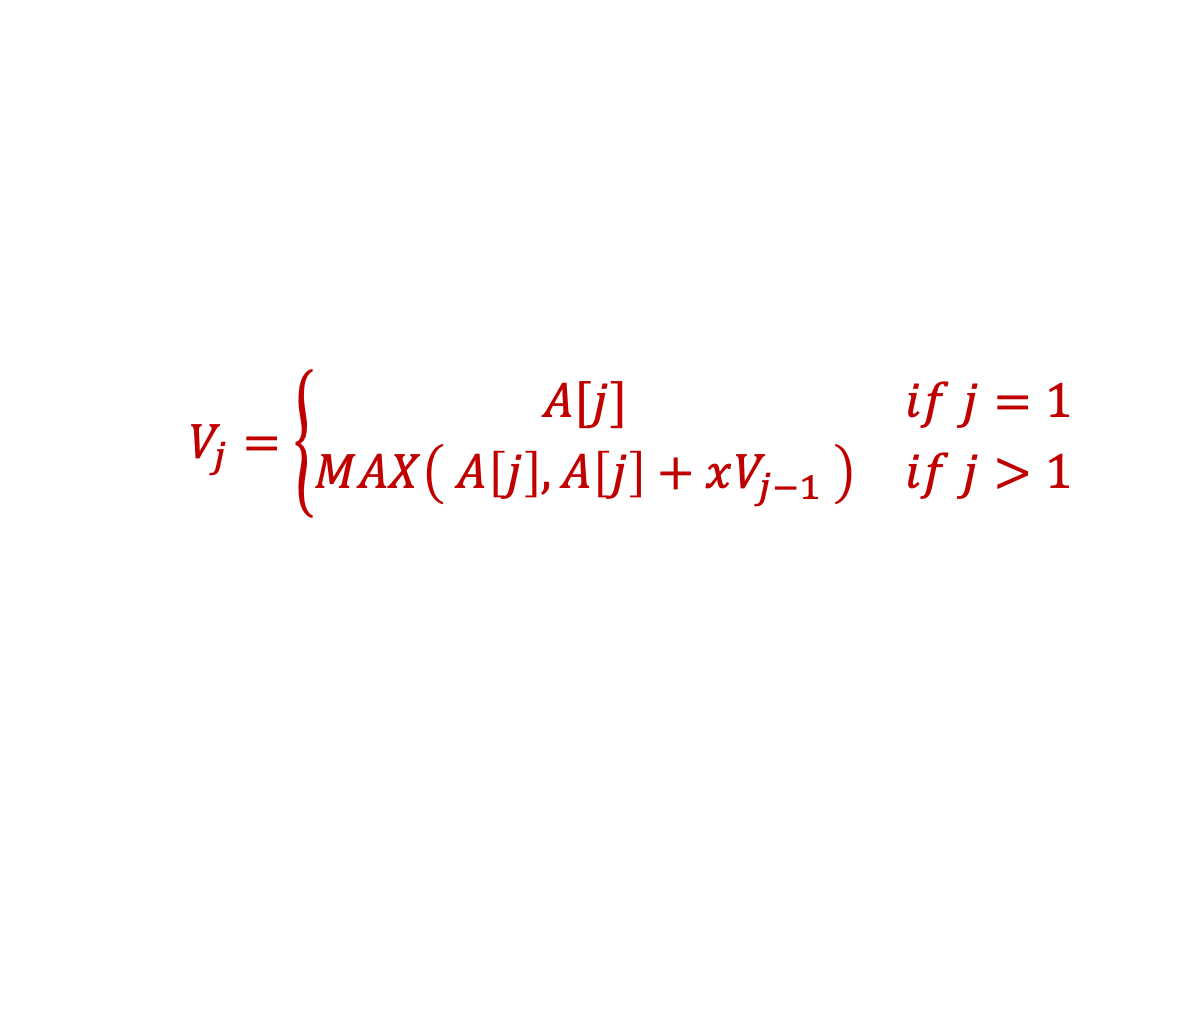 V_j = { A[j] if j = 1
MAX( A[j], A[j] + xV_{j−1} ) if j > 1